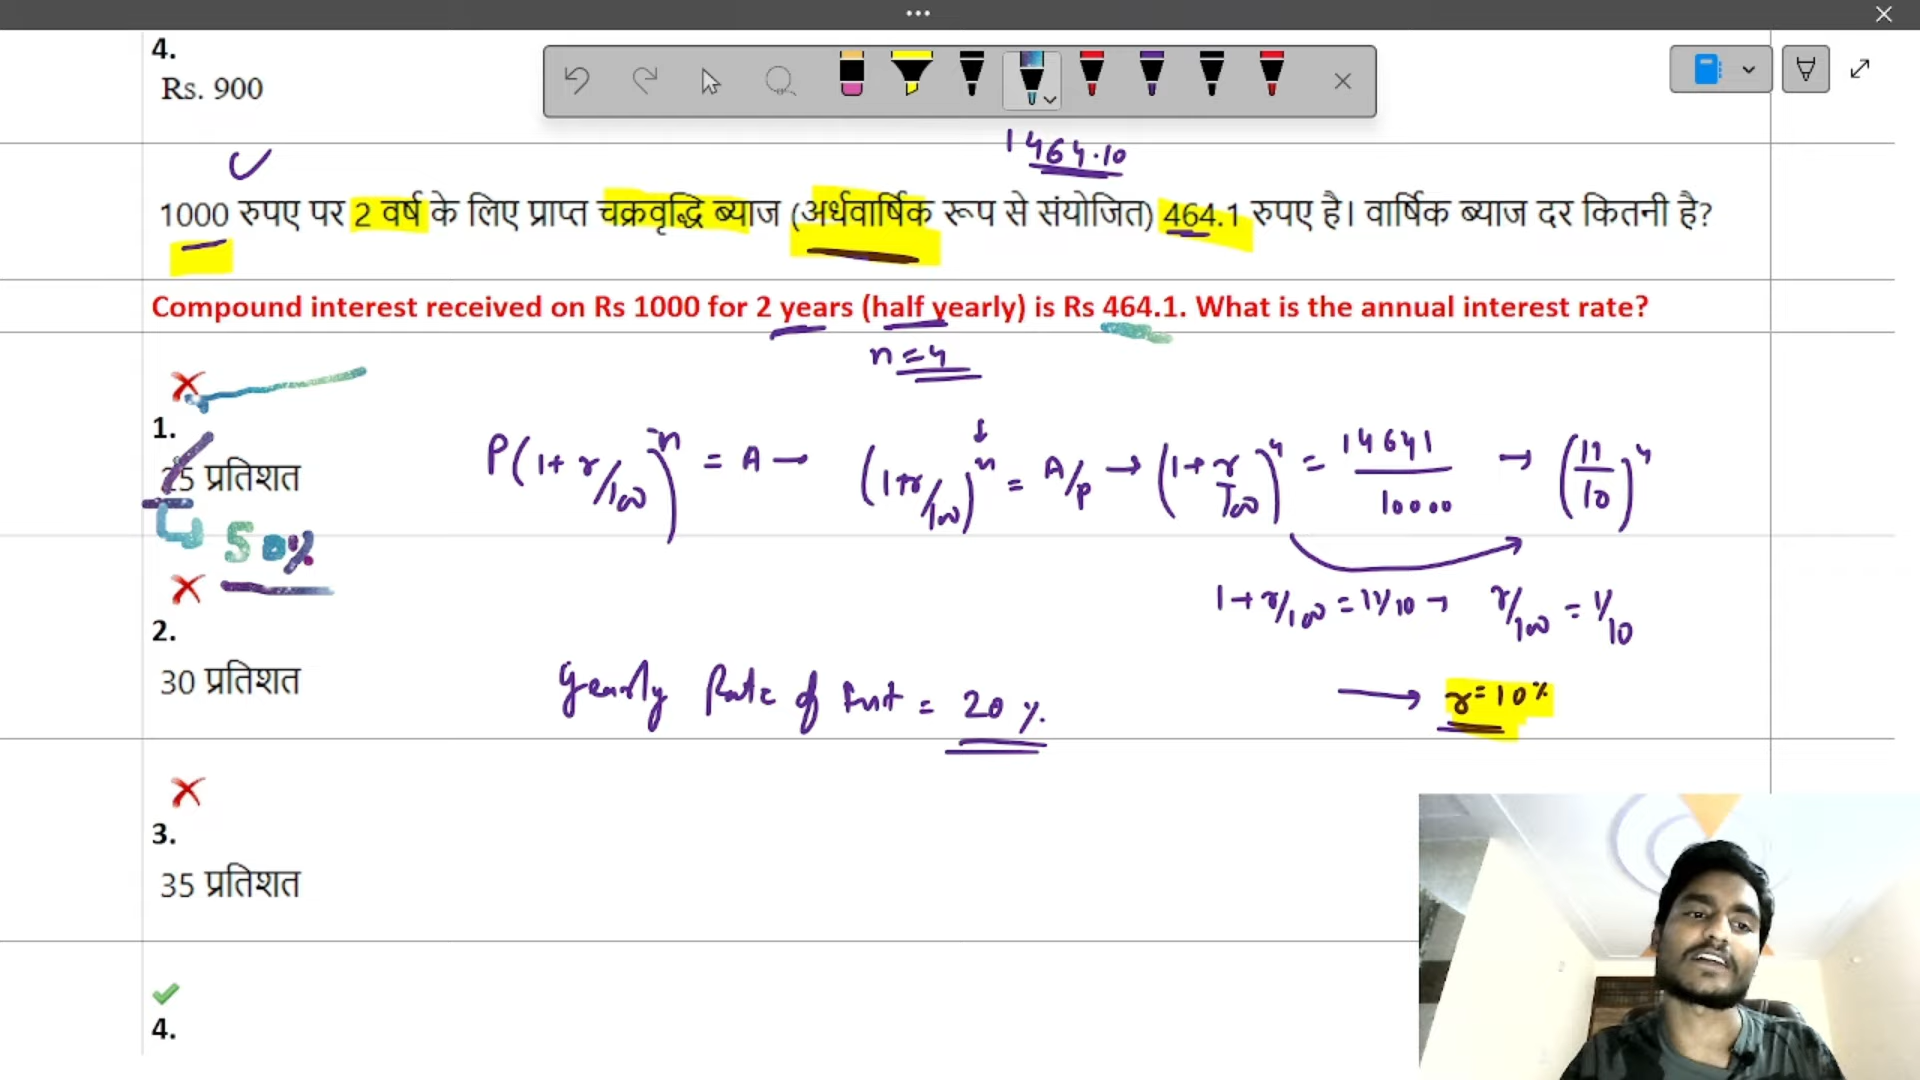 4.
Rs. 900
1464.10
1000 रुपए पर 2 वर्ष के लिए प्राप्त चक्रवृद्धि ब्याज (अर्धवार्षिक रूप से संयोजित) 464.1 रुपए है। वार्षिक ब्याज दर कितनी है?
Compound interest received on Rs 1000 for 2 years (half yearly) is Rs 464.1. What is the annual interest rate?
n=4
1.
25 प्रतिशत
P(1+r/100)^n = A → (1+r/100)^n = A/P → (1+r/100)^4 = 14641/10000 → (11/10)^4
50%
1+r/100 = 11/10 → r/100 = 1/10
2.
30 प्रतिशत
Yearly Rate of Int = 20%.
→ r=10%
3.
35 प्रतिशत
4.